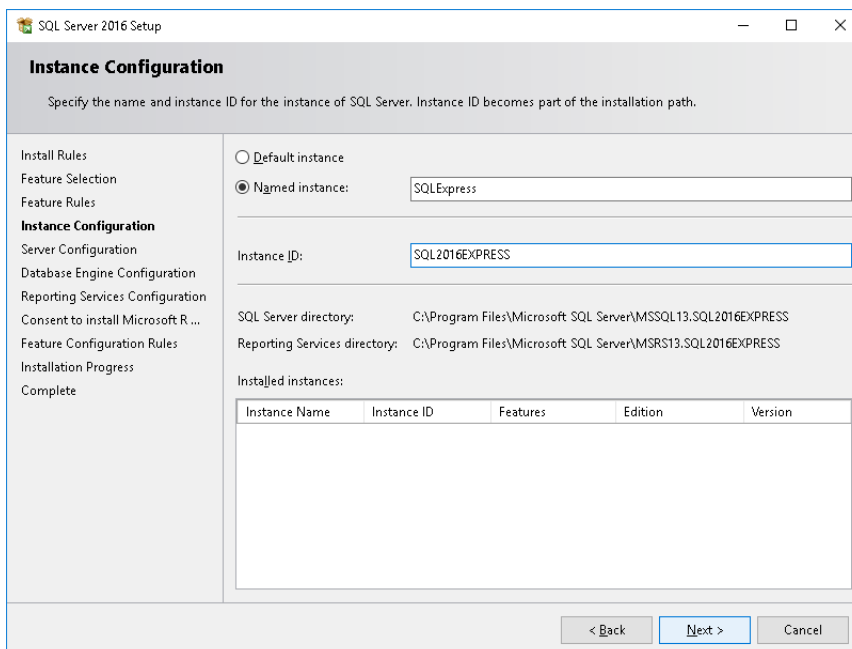 SQL Server 2016 Setup
Instance Configuration
Specify the name and instance ID for the instance of SQL Server. Instance ID becomes part of the installation path.
Install Rules
Feature Selection
Feature Rules
Instance Configuration
Server Configuration
Database Engine Configuration
Reporting Services Configuration
Consent to install Microsoft R ...
Feature Configuration Rules
Installation Progress
Complete
Default instance
Named instance: SQLExpress
Instance ID: SQL2016EXPRESS
SQL Server directory: C:\Program Files\Microsoft SQL Server\MSSQL13.SQL2016EXPRESS
Reporting Services directory: C:\Program Files\Microsoft SQL Server\MSRS13.SQL2016EXPRESS
Installed instances:
Instance Name Instance ID Features Edition Version
< Back Next > Cancel